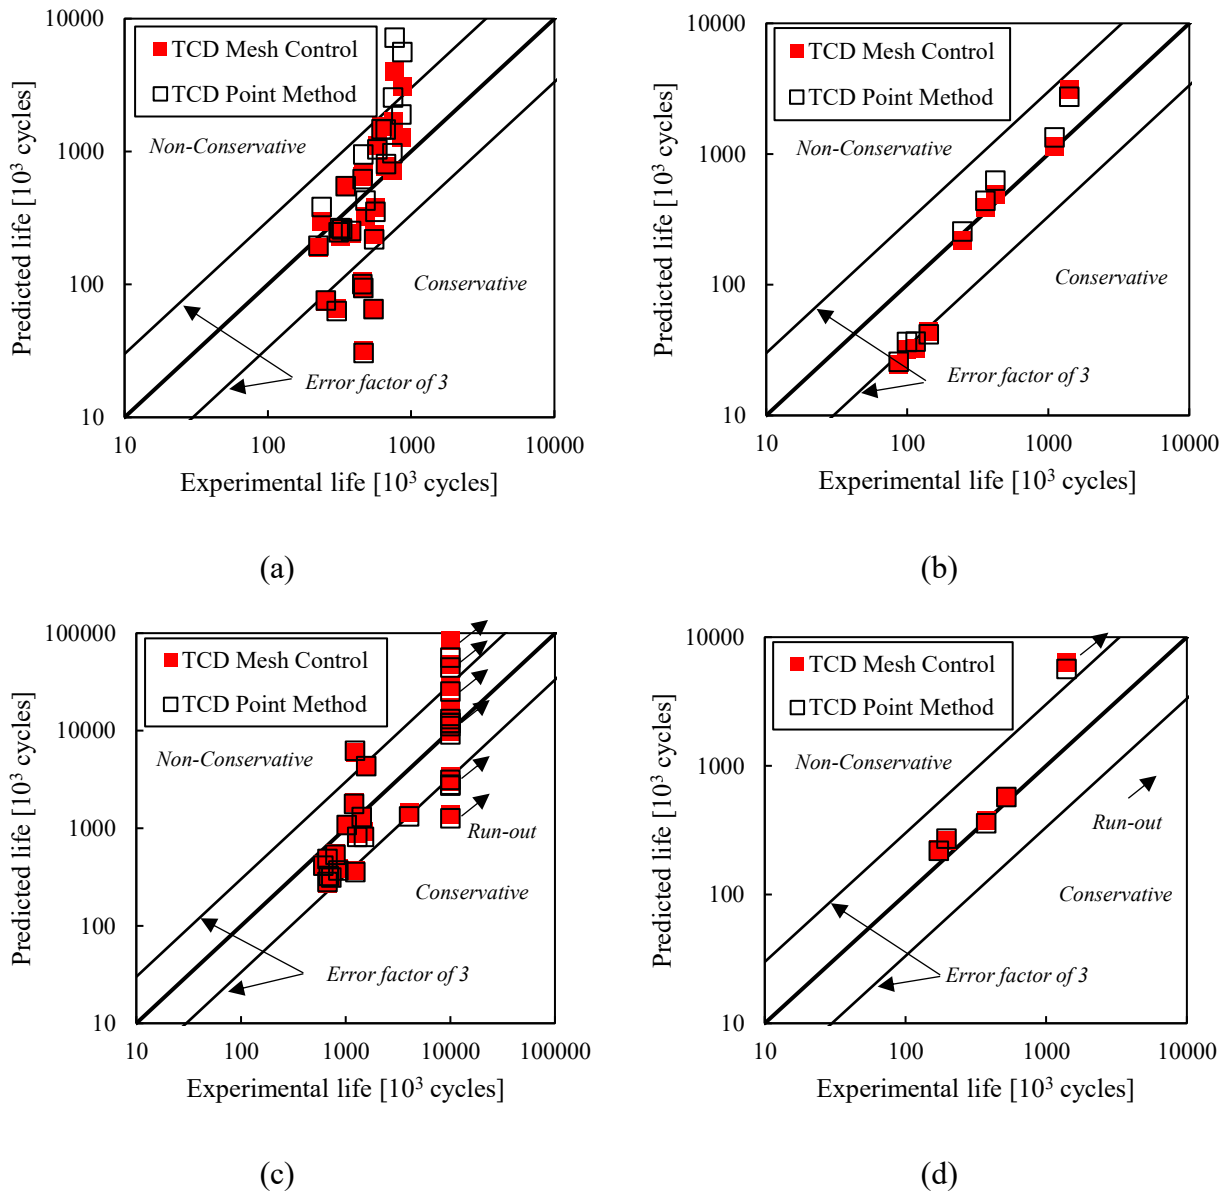 10000
1000
100
10
Predicted life [10³ cycles]
TCD Mesh Control
TCD Point Method
Non-Conservative
Conservative
Error factor of 3
10 100 1000 10000
Experimental life [10³ cycles]
(a)
10000
1000
100
10
Predicted life [10³ cycles]
TCD Mesh Control
TCD Point Method
Non-Conservative
Conservative
Error factor of 3
10 100 1000 10000
Experimental life [10³ cycles]
(b)
100000
10000
1000
100
10
Predicted life [10³ cycles]
TCD Mesh Control
TCD Point Method
Non-Conservative
Run-out
Conservative
Error factor of 3
10 100 1000 10000 100000
Experimental life [10³ cycles]
(c)
10000
1000
100
10
Predicted life [10³ cycles]
TCD Mesh Control
TCD Point Method
Non-Conservative
Run-out
Conservative
Error factor of 3
10 100 1000 10000
Experimental life [10³ cycles]
(d)